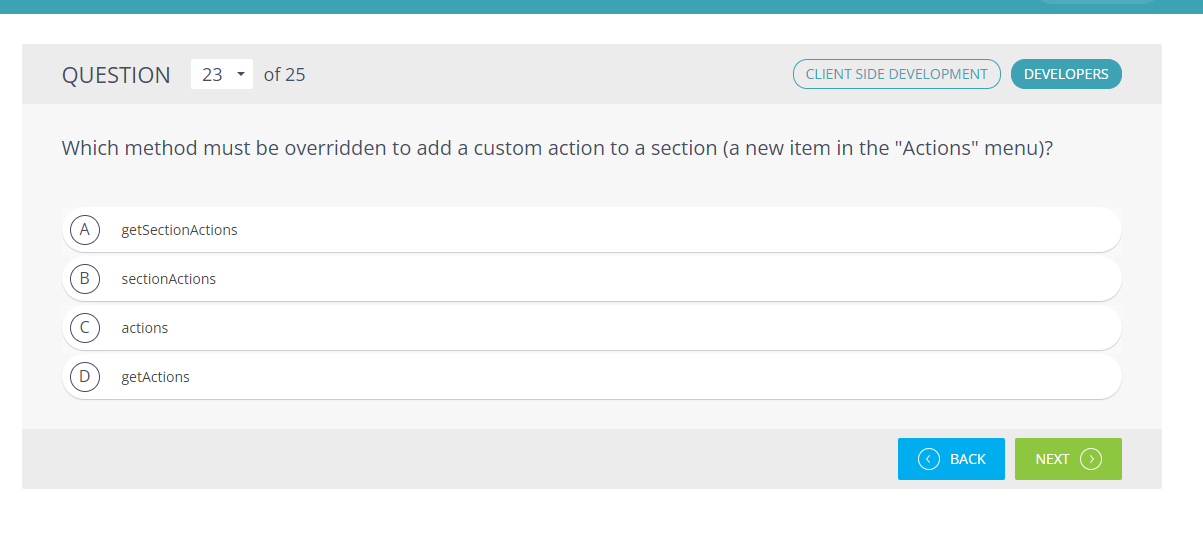 QUESTION 23 of 25 CLIENT SIDE DEVELOPMENT DEVELOPERS
Which method must be overridden to add a custom action to a section (a new item in the "Actions" menu)?
A getSectionActions
B sectionActions
C actions
D getActions
BACK NEXT